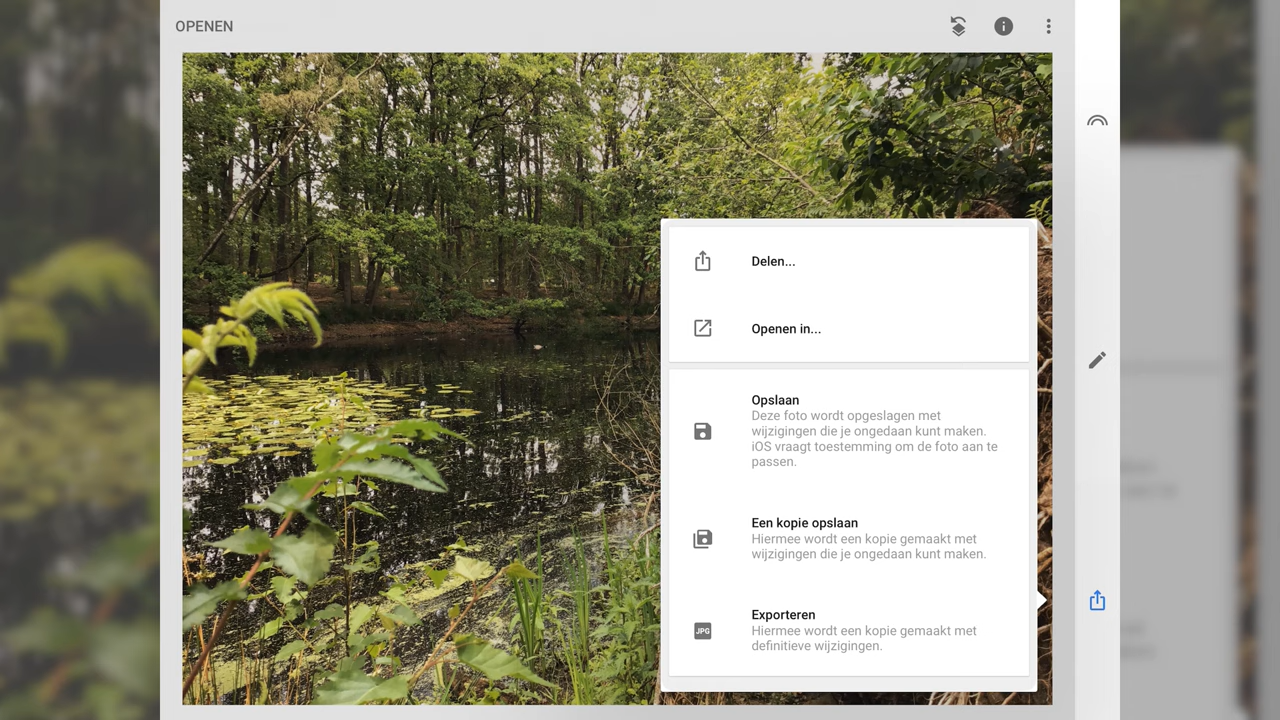 OPENEN
Delen...
Openen in...
Opslaan
Deze foto wordt opgeslagen met
wijzigingen die je ongedaan kunt maken.
iOS vraagt toestemming om de foto aan te
passen.
Een kopie opslaan
Hiermee wordt een kopie gemaakt met
wijzigingen die je ongedaan kunt maken.
JPG
Exporteren
Hiermee wordt een kopie gemaakt met
definitieve wijzigingen.